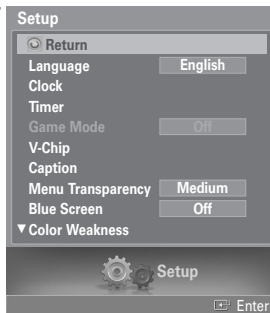 Setup
Return
Language English
Clock
Timer
Game Mode Off
V-Chip
Caption
Menu Transparency Medium
Blue Screen Off
▼ Color Weakness
Setup
Enter